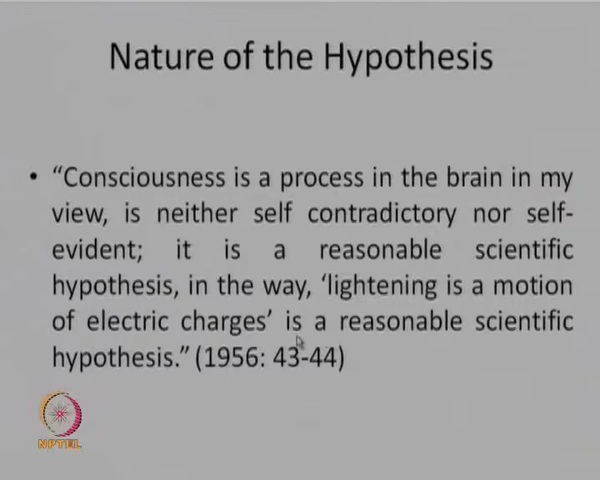 Nature of the Hypothesis
• “Consciousness is a process in the brain in my
view, is neither self contradictory nor self-
evident; it is a reasonable scientific
hypothesis, in the way, ‘lightening is a motion
of electric charges’ is a reasonable scientific
hypothesis.” (1956: 43-44)
NPTEL